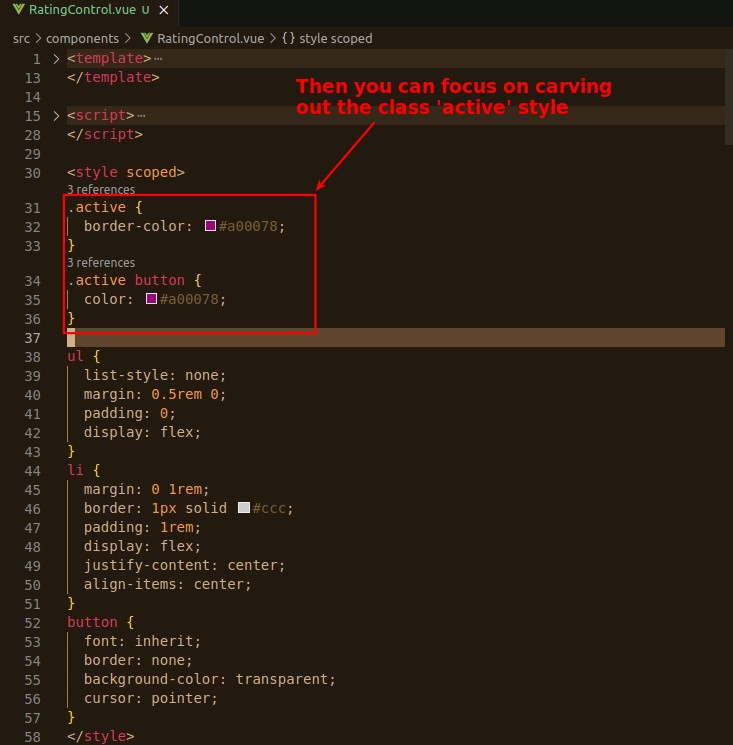 RatingControl.vue U ×
src > components > RatingControl.vue > {} style scoped
1 > <template>⋯
13 </template>
14
15 > <script>⋯
28 </script>
29
30 <style scoped>
3 references
31 .active {
32 border-color: #a00078;
33 }
3 references
34 .active button {
35 color: #a00078;
36 }
37
38 ul {
39 list-style: none;
40 margin: 0.5rem 0;
41 padding: 0;
42 display: flex;
43 }
44 li {
45 margin: 0 1rem;
46 border: 1px solid #ccc;
47 padding: 1rem;
48 display: flex;
49 justify-content: center;
50 align-items: center;
51 }
52 button {
53 font: inherit;
54 border: none;
55 background-color: transparent;
56 cursor: pointer;
57 }
58 </style>
Then you can focus on carving
out the class 'active' style